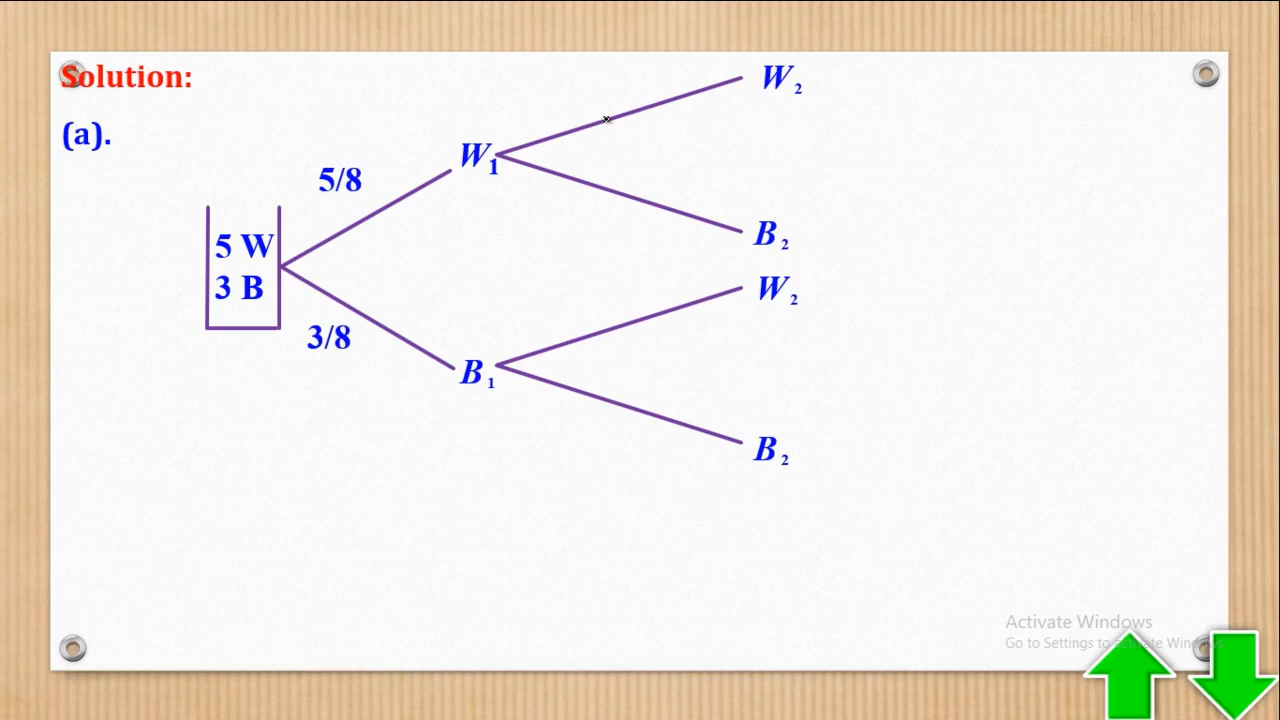 Solution:
(a).
W₂
W₁
5/8
B₂
5 W
3 B
W₂
3/8
B₁
B₂
Activate Windows
Go to Settings to Activate Windows